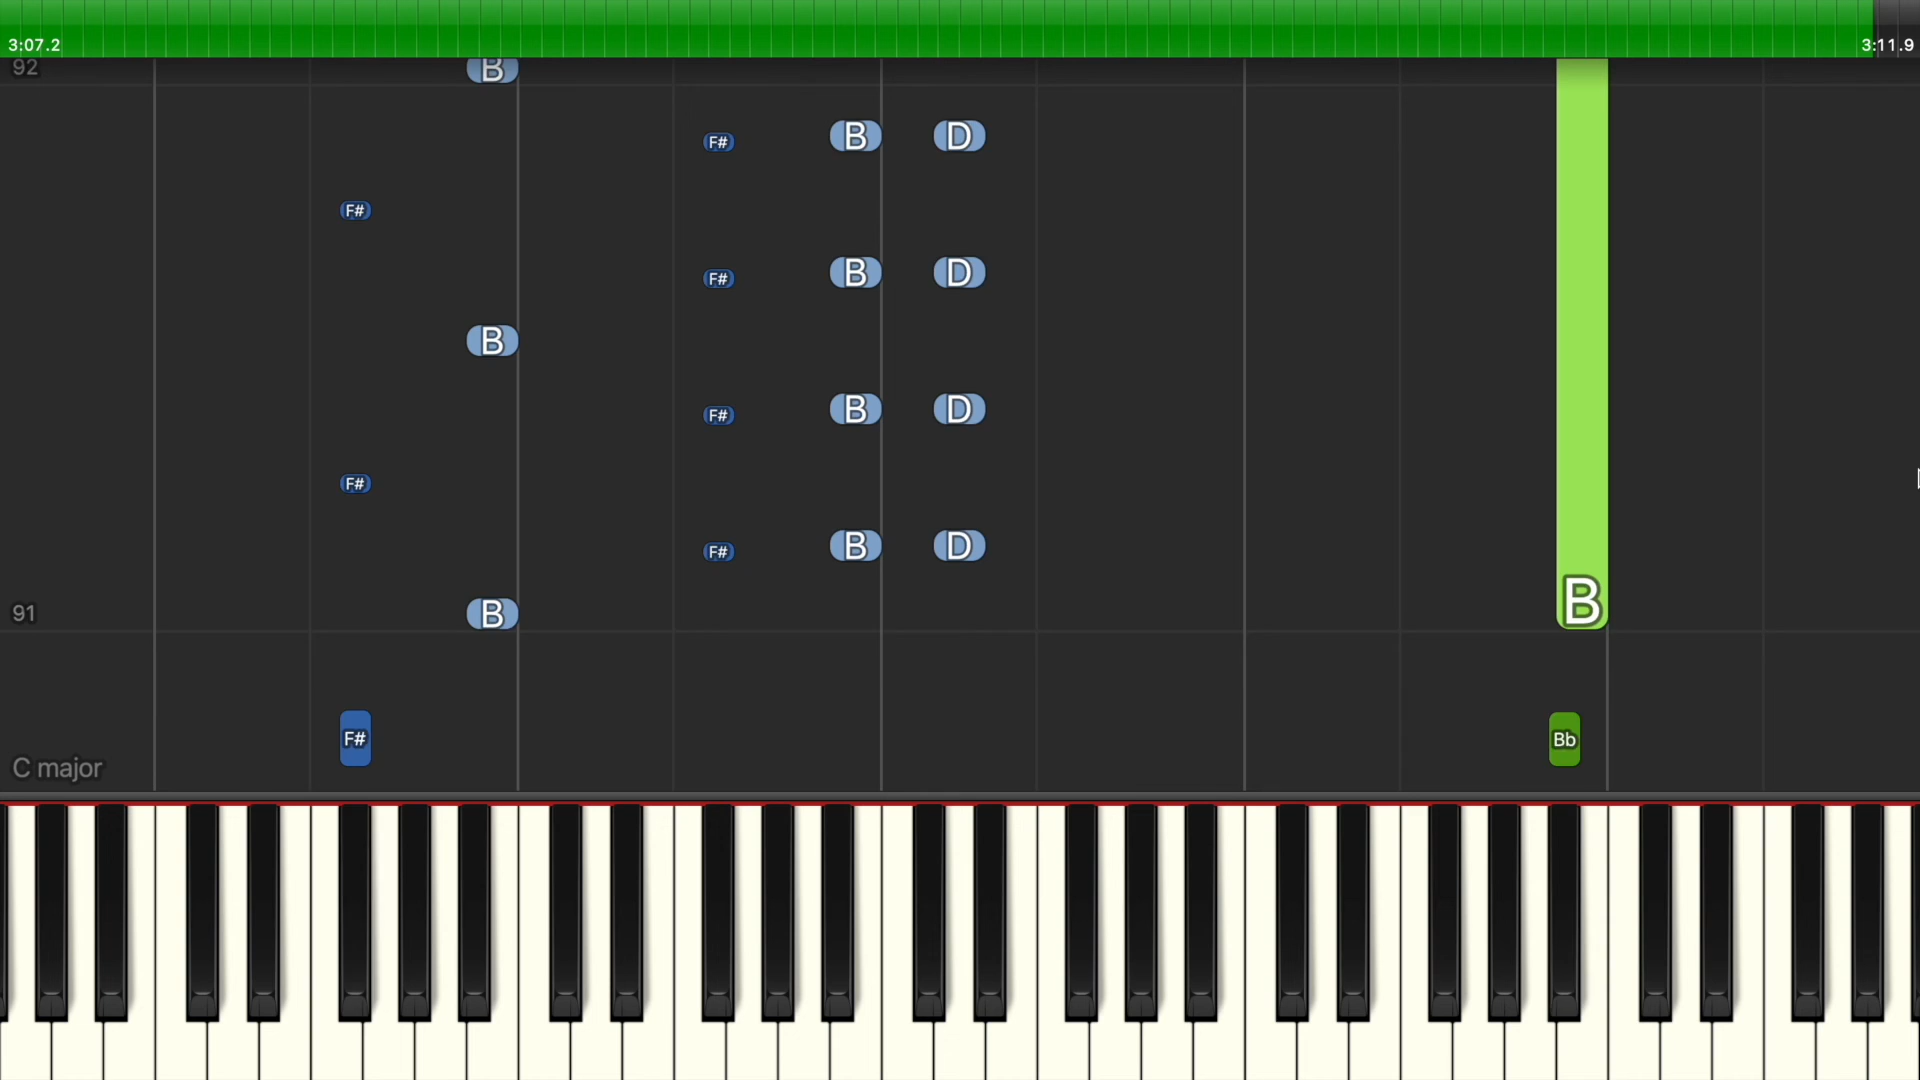 3:07.2 3:11.9
92 B
F# B D
F#
F# B D
B
F# B D
F#
F# B D
91 B B
F# Bb
C major